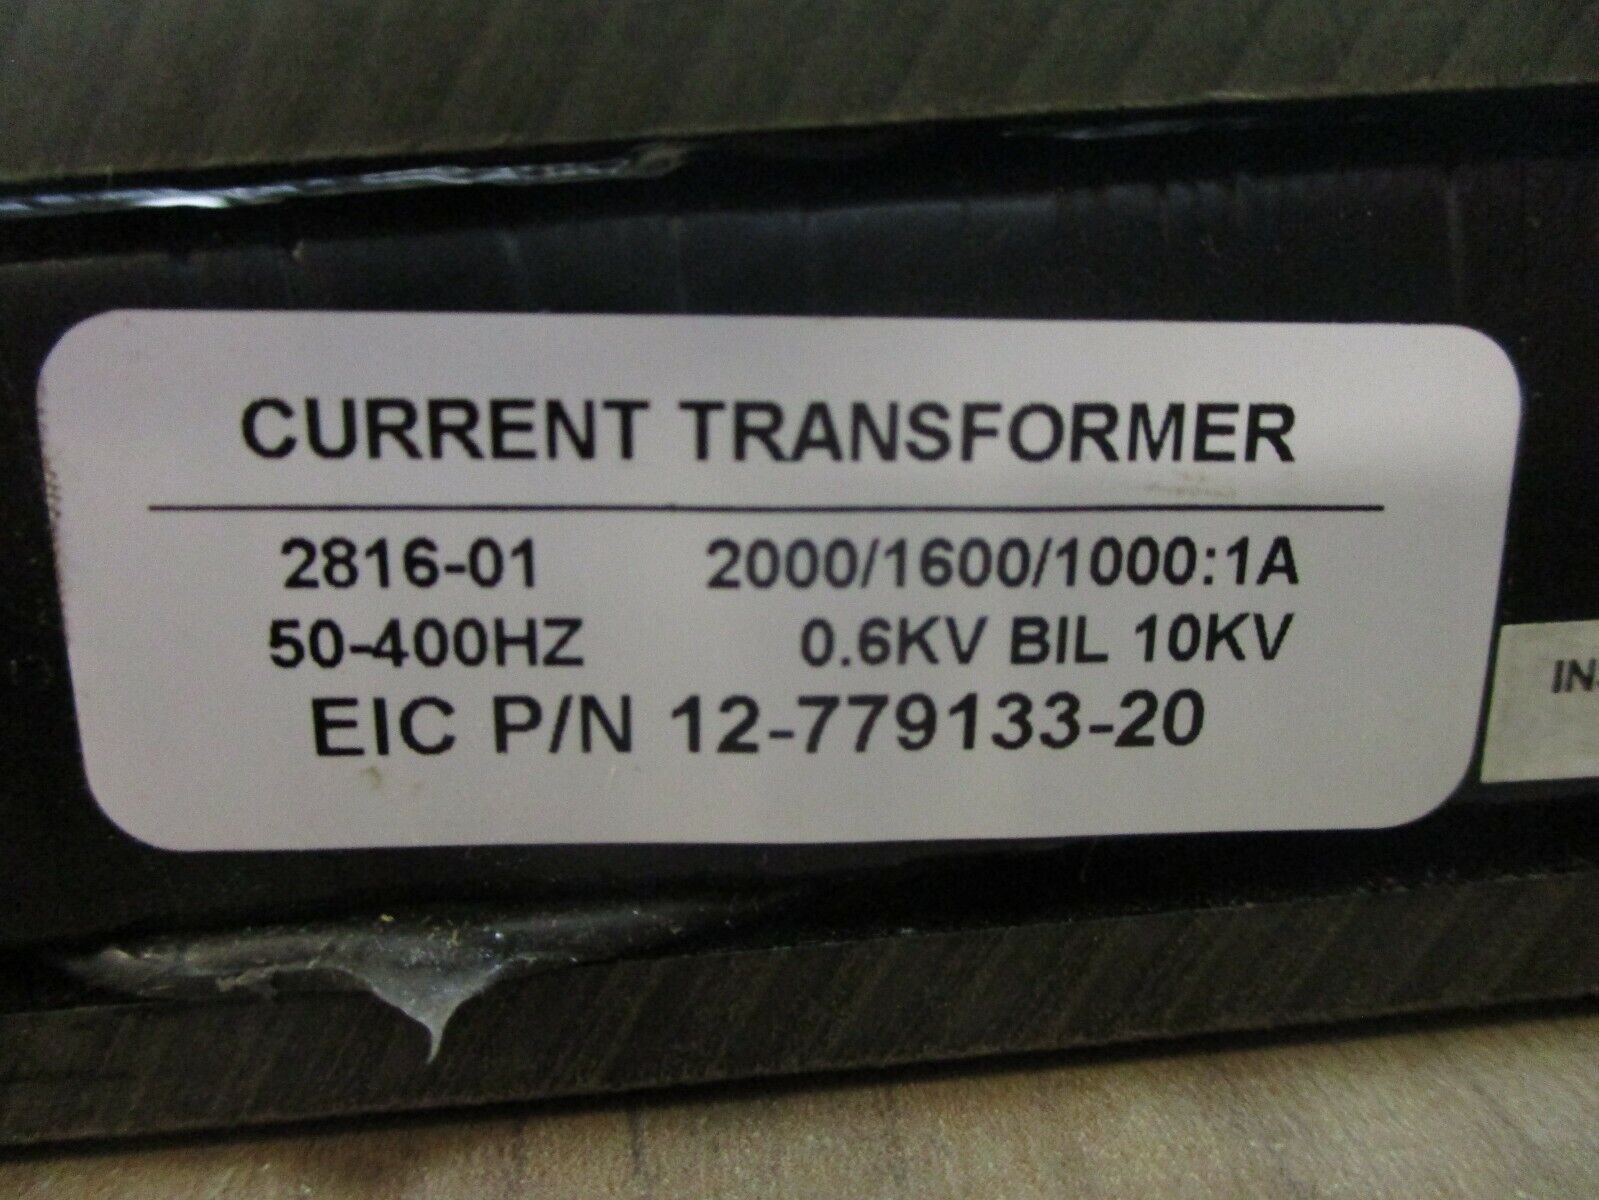 CURRENT TRANSFORMER
2816-01 2000/1600/1000:1A
50-400HZ 0.6KV BIL 10KV
EIC P/N 12-779133-20